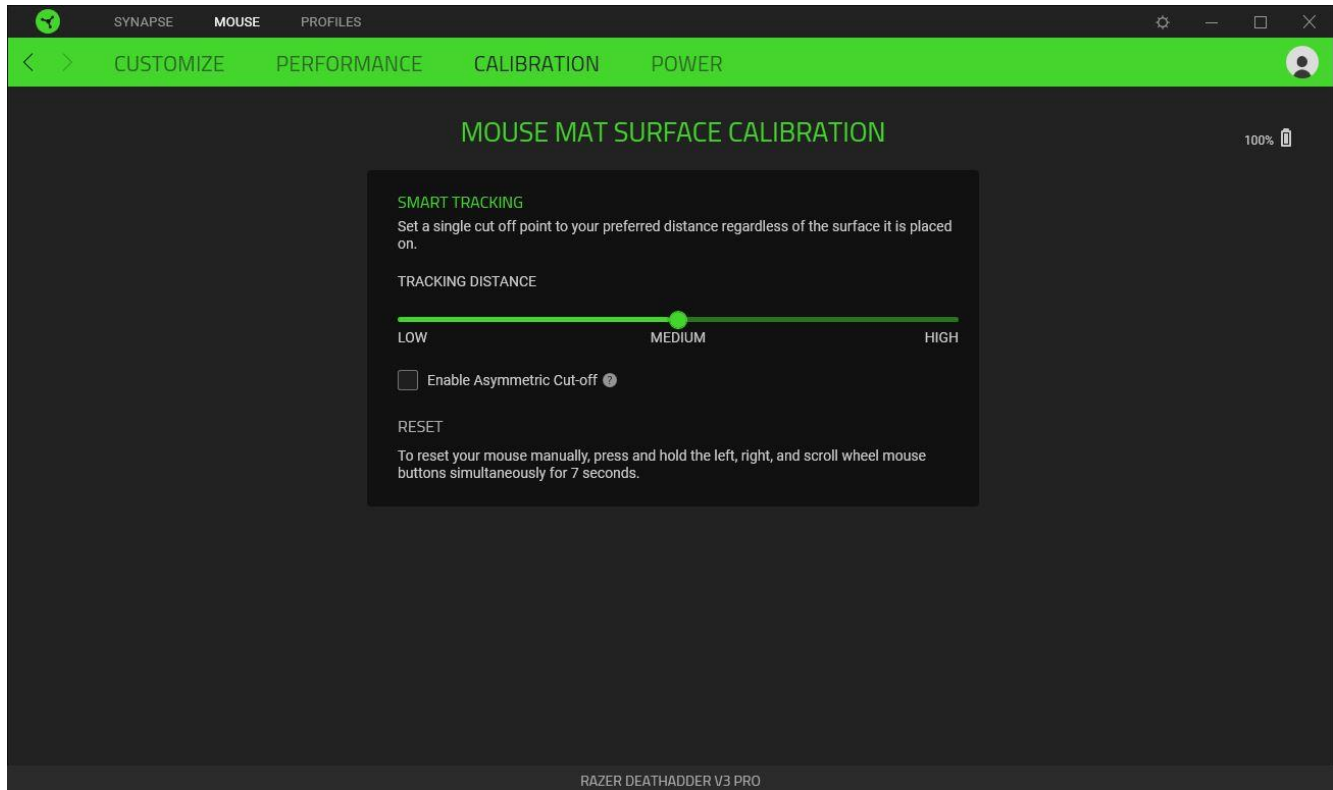 SYNAPSE MOUSE PROFILES
CUSTOMIZE PERFORMANCE CALIBRATION POWER
MOUSE MAT SURFACE CALIBRATION
100%
SMART TRACKING
Set a single cut off point to your preferred distance regardless of the surface it is placed
on.
TRACKING DISTANCE
LOW MEDIUM HIGH
Enable Asymmetric Cut-off ?
RESET
To reset your mouse manually, press and hold the left, right, and scroll wheel mouse
buttons simultaneously for 7 seconds.
RAZER DEATHADDER V3 PRO